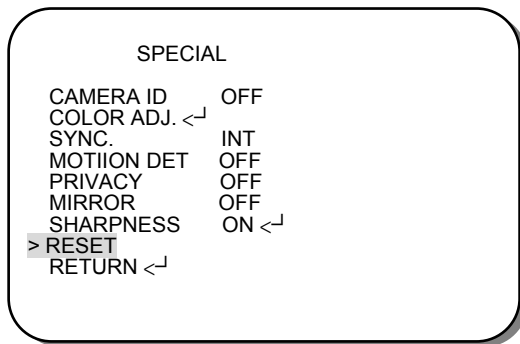 SPECIAL
CAMERA ID OFF
COLOR ADJ. <┘
SYNC. INT
MOTIION DET OFF
PRIVACY OFF
MIRROR OFF
SHARPNESS ON <┘
> RESET
RETURN <┘